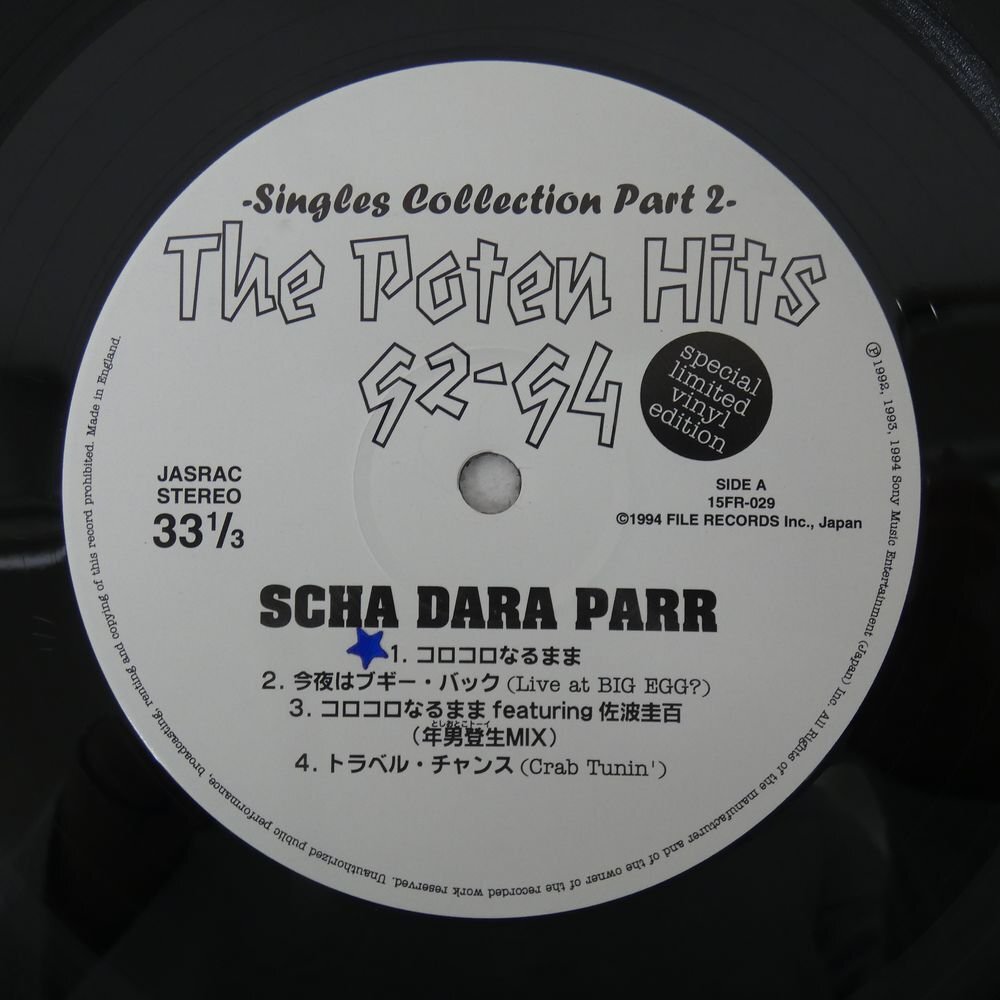 -Singles Collection Part 2-
The Poten Hits
92-94
special
limited
vinyl
edition
JASRAC
STEREO
33 1/3
SIDE A
15FR-029
©1994 FILE RECORDS Inc., Japan
SCHA DARA PARR
1. コロコロなるまま
2. 今夜はブギー・バック (Live at BIG EGG?)
3. コロコロなるまま featuring 佐波圭百
としおとこトーイ
(年男登生MIX)
4. トラベル・チャンス (Crab Tunin')
Ⓟ1992, 1993, 1994 Sony Music Entertainment (Japan) Inc. All Rights of the manufacturer and of the owner of the recorded work reserved. Unauthorized public performance, broadcasting, renting and copying of this record prohibited. Made in England.